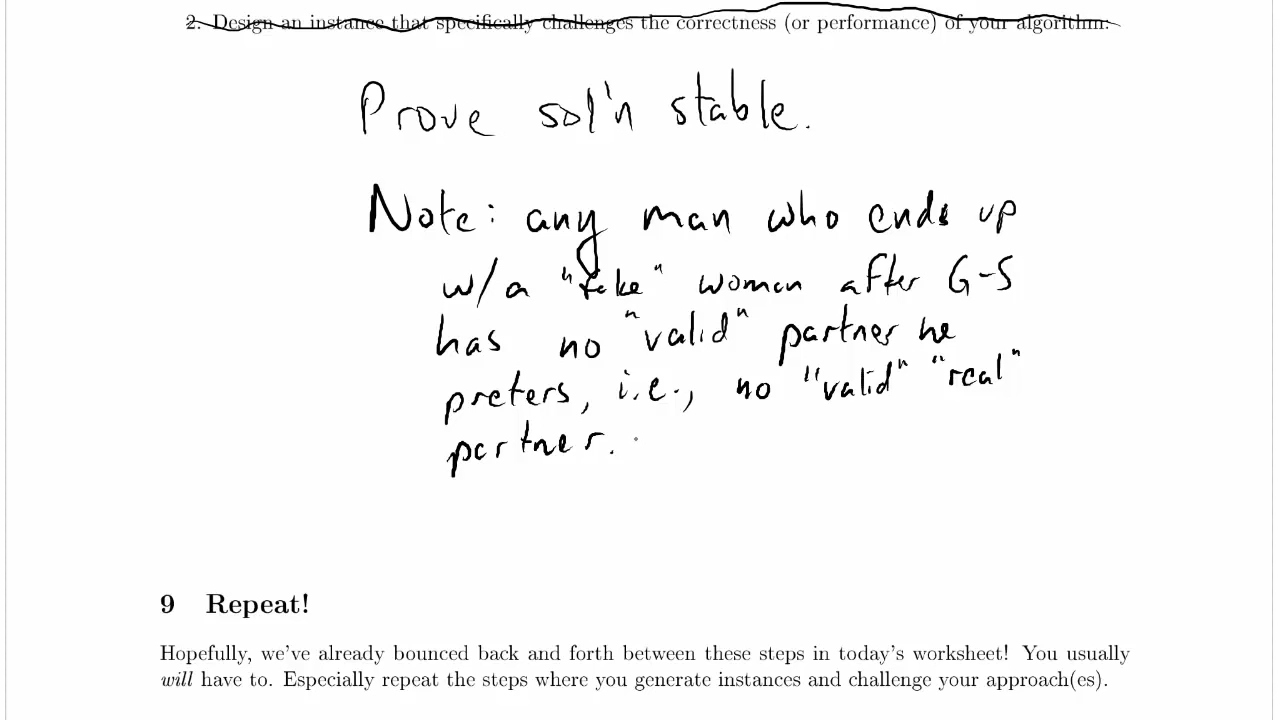 2. Design an instance that specifically challenges the correctness (or performance) of your algorithm.
Prove sol'n stable.
Note: any man who ends up
w/a "fake" women after G-S
has no "valid" partner he
prefers, i.e., no "valid" "real"
partner.
9 Repeat!
Hopefully, we've already bounced back and forth between these steps in today's worksheet! You usually
will have to. Especially repeat the steps where you generate instances and challenge your approach(es).